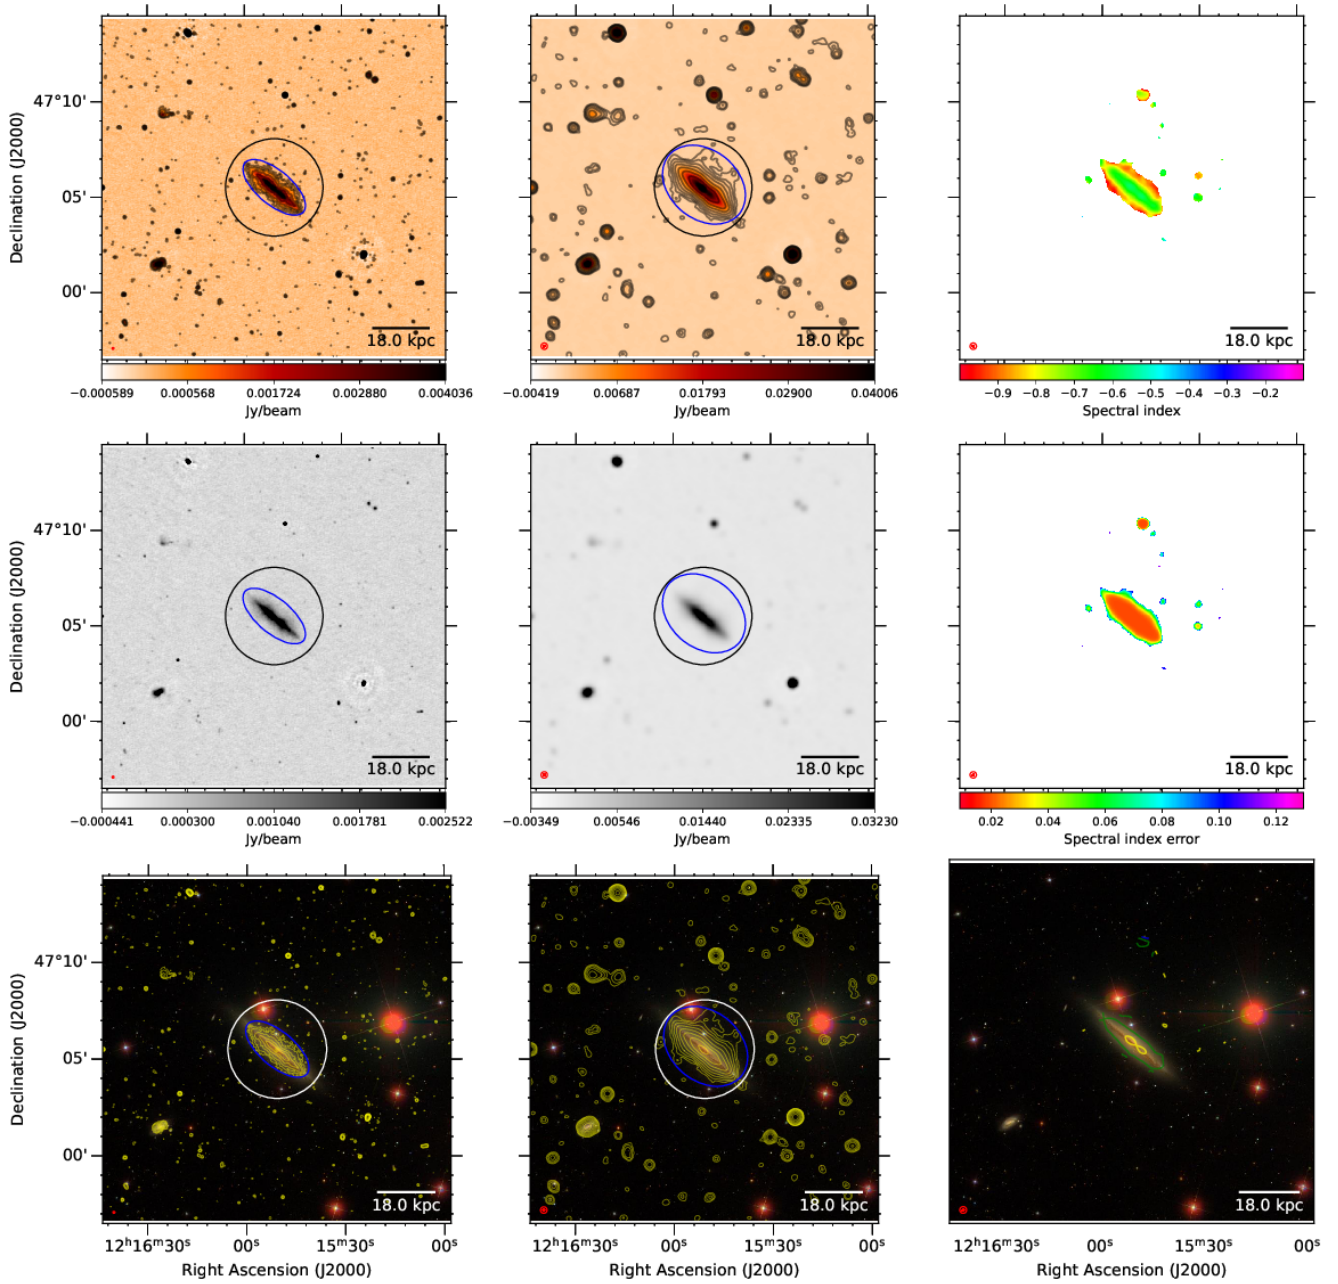 Declination (J2000)
47°10'
05'
00'
18.0 kpc
−0.000589 0.000568 0.001724 0.002880 0.004036
Jy/beam
18.0 kpc
−0.00419 0.00687 0.01793 0.02900 0.04006
Jy/beam
18.0 kpc
−0.9 −0.8 −0.7 −0.6 −0.5 −0.4 −0.3 −0.2
Spectral index
Declination (J2000)
47°10'
05'
00'
18.0 kpc
−0.000441 0.000300 0.001040 0.001781 0.002522
Jy/beam
18.0 kpc
−0.00349 0.00546 0.01440 0.02335 0.03230
Jy/beam
18.0 kpc
0.02 0.04 0.06 0.08 0.10 0.12
Spectral index error
Declination (J2000)
47°10'
05'
00'
18.0 kpc
12ʰ16ᵐ30ˢ 00ˢ 15ᵐ30ˢ 00ˢ
Right Ascension (J2000)
18.0 kpc
12ʰ16ᵐ30ˢ 00ˢ 15ᵐ30ˢ 00ˢ
Right Ascension (J2000)
18.0 kpc
12ʰ16ᵐ30ˢ 00ˢ 15ᵐ30ˢ 00ˢ
Right Ascension (J2000)